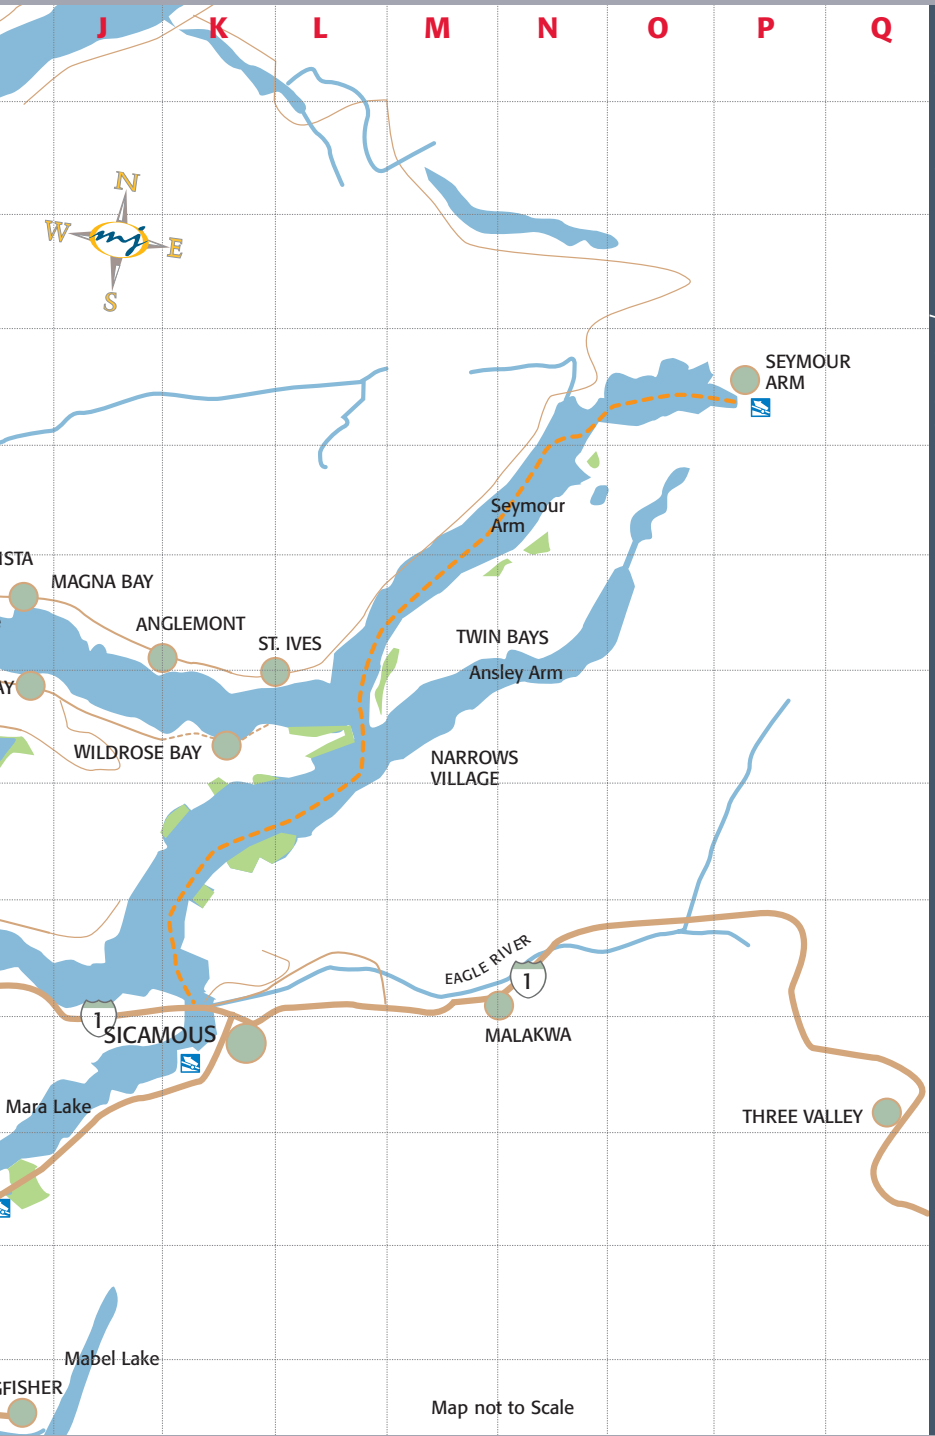 J K L M N O P Q
N
W mj E
S
SEYMOUR
ARM
Seymour
Arm
MAGNA BAY
ANGLEMONT
ST. IVES
TWIN BAYS
Ansley Arm
WILDROSE BAY
NARROWS
VILLAGE
EAGLE RIVER
1
1
SICAMOUS
MALAKWA
Mara Lake
THREE VALLEY
Mabel Lake
GFISHER
Map not to Scale